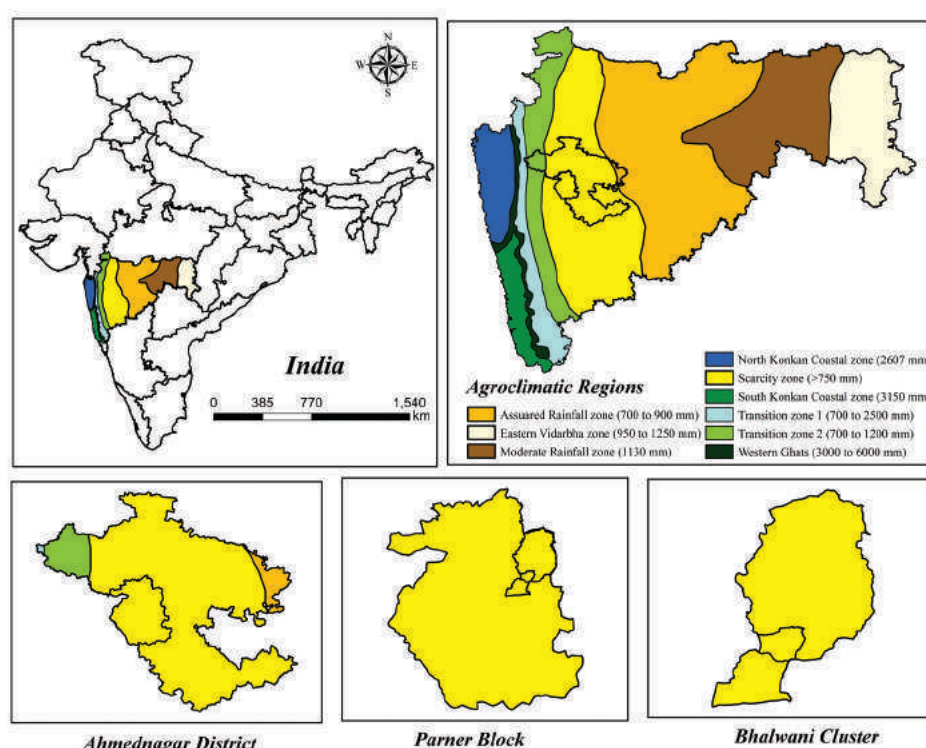 N
W E
S
India
0 385 770 1,540
km
Agroclimatic Regions
Assuared Rainfall zone (700 to 900 mm)
Eastern Vidarbha zone (950 to 1250 mm)
Moderate Rainfall zone (1130 mm)
North Konkan Coastal zone (2607 mm)
Scarcity zone (>750 mm)
South Konkan Coastal zone (3150 mm)
Transition zone 1 (700 to 2500 mm)
Transition zone 2 (700 to 1200 mm)
Western Ghats (3000 to 6000 mm)
Ahmednagar District
Parner Block
Bhalwani Cluster